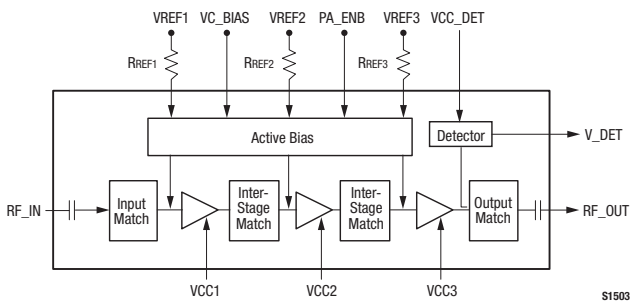 VREF1 VC_BIAS VREF2 PA_ENB VREF3 VCC_DET
RREF1 RREF2 RREF3
Active Bias
Detector
V_DET
RF_IN
Input
Match
Inter-
Stage
Match
Inter-
Stage
Match
Output
Match
RF_OUT
VCC1 VCC2 VCC3
S1503